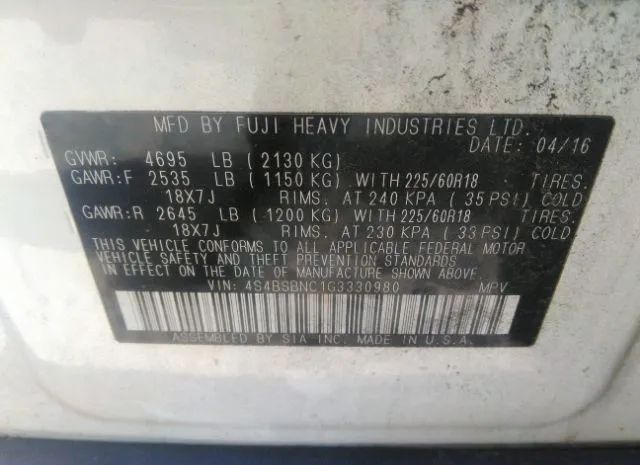 MFD BY FUJI HEAVY INDUSTRIES LTD.
DATE: 04/16
GVWR: 4695 LB (2130 KG)
GAWR:F 2535 LB (1150 KG) WITH 225/60R18 TIRES.
18X7J RIMS. AT 240 KPA (35 PSI) COLD
GAWR:R 2645 LB (1200 KG) WITH 225/60R18 TIRES.
18X7J RIMS. AT 230 KPA (33 PSI) COLD
THIS VEHICLE CONFORMS TO ALL APPLICABLE FEDERAL MOTOR
VEHICLE SAFETY AND THEFT PREVENTION STANDARDS
IN EFFECT ON THE DATE OF MANUFACTURE SHOWN ABOVE.
VIN: 4S4BSBNC1G3330980 MPV
ASSEMBLED BY SIA INC. MADE IN U.S.A.